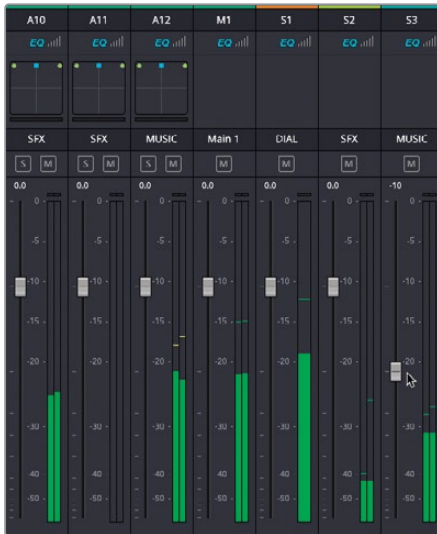 A10 A11 A12 M1 S1 S2 S3
EQ EQ EQ EQ EQ EQ EQ
SFX SFX MUSIC Main 1 DIAL SFX MUSIC
S M S M S M M M M M
0.0 0.0 0.0 0.0 0.0 0.0 -10
0 0 0 0 0 0 0
-5 -5 -5 -5 -5 -5 -5
-10 -10 -10 -10 -10 -10 -10
-15 -15 -15 -15 -15 -15 -15
-20 -20 -20 -20 -20 -20 -20
-30 -30 -30 -30 -30 -30 -30
40 40 40 40 40 40 40
-50 -50 -50 -50 -50 -50 -50